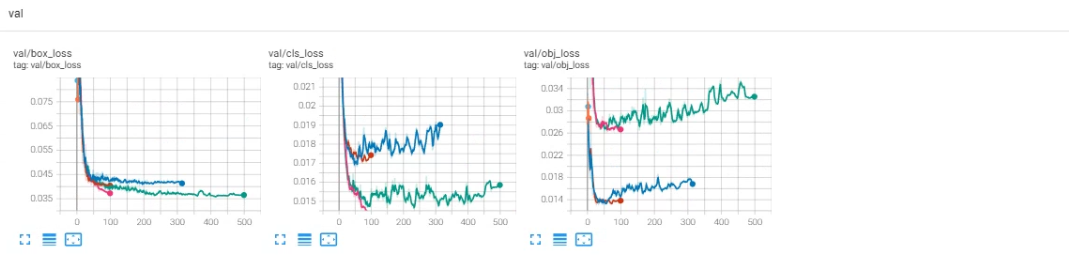 val
val/box_loss
tag: val/box_loss
0.075
0.065
0.055
0.045
0.035
0 100 200 300 400 500
val/cls_loss
tag: val/cls_loss
0.021
0.02
0.019
0.018
0.017
0.016
0.015
0 100 200 300 400 500
val/obj_loss
tag: val/obj_loss
0.034
0.03
0.026
0.022
0.018
0.014
0 100 200 300 400 500